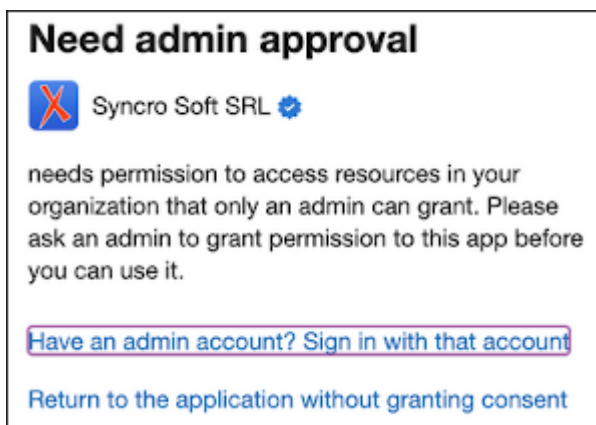 Need admin approval
Syncro Soft SRL
needs permission to access resources in your
organization that only an admin can grant. Please
ask an admin to grant permission to this app before
you can use it.
Have an admin account? Sign in with that account
Return to the application without granting consent